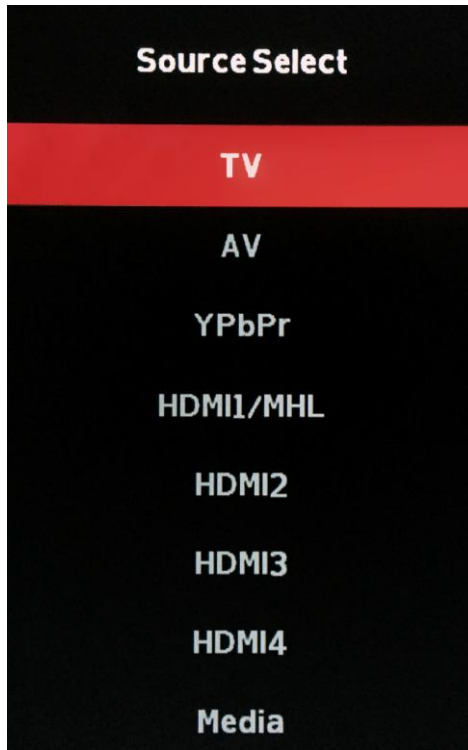 Source Select
TV
AV
YPbPr
HDMI1/MHL
HDMI2
HDMI3
HDMI4
Media